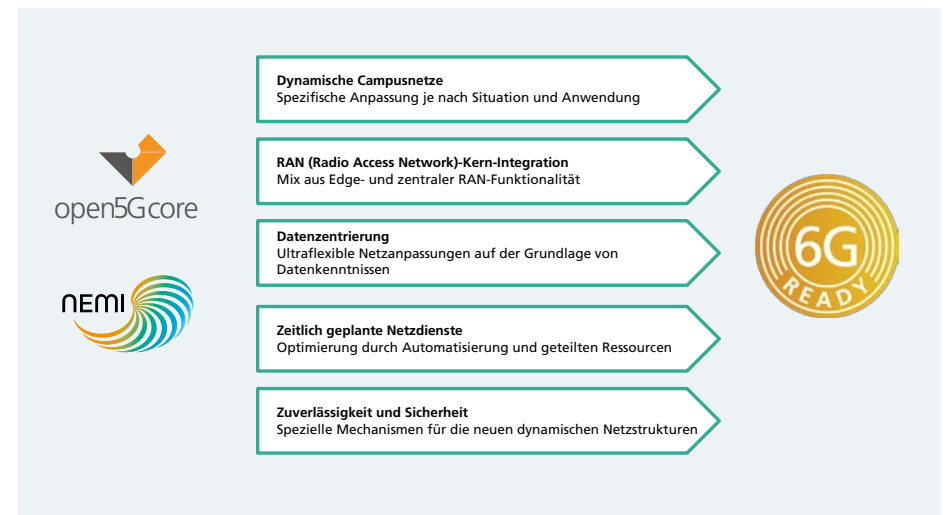 Dynamische Campusnetze
Spezifische Anpassung je nach Situation und Anwendung
RAN (Radio Access Network)-Kern-Integration
Mix aus Edge- und zentraler RAN-Funktionalität
open5Gcore
Datenzentrierung
Ultraflexible Netzanpassungen auf der Grundlage von
Datenkenntnissen
6G
READY
NEMI
Zeitlich geplante Netzdienste
Optimierung durch Automatisierung und geteilten Ressourcen
Zuverlässigkeit und Sicherheit
Spezielle Mechanismen für die neuen dynamischen Netzstrukturen